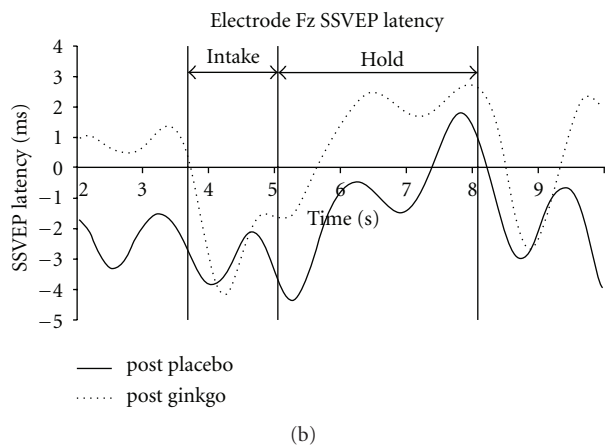 Electrode Fz SSVEP latency
Intake
Hold
SSVEP latency (ms)
5
4
3
2
1
0
−1
−2
−3
−4
−5
2 3 4 5 6 7 8 9
Time (s)
post placebo
post ginkgo
(b)